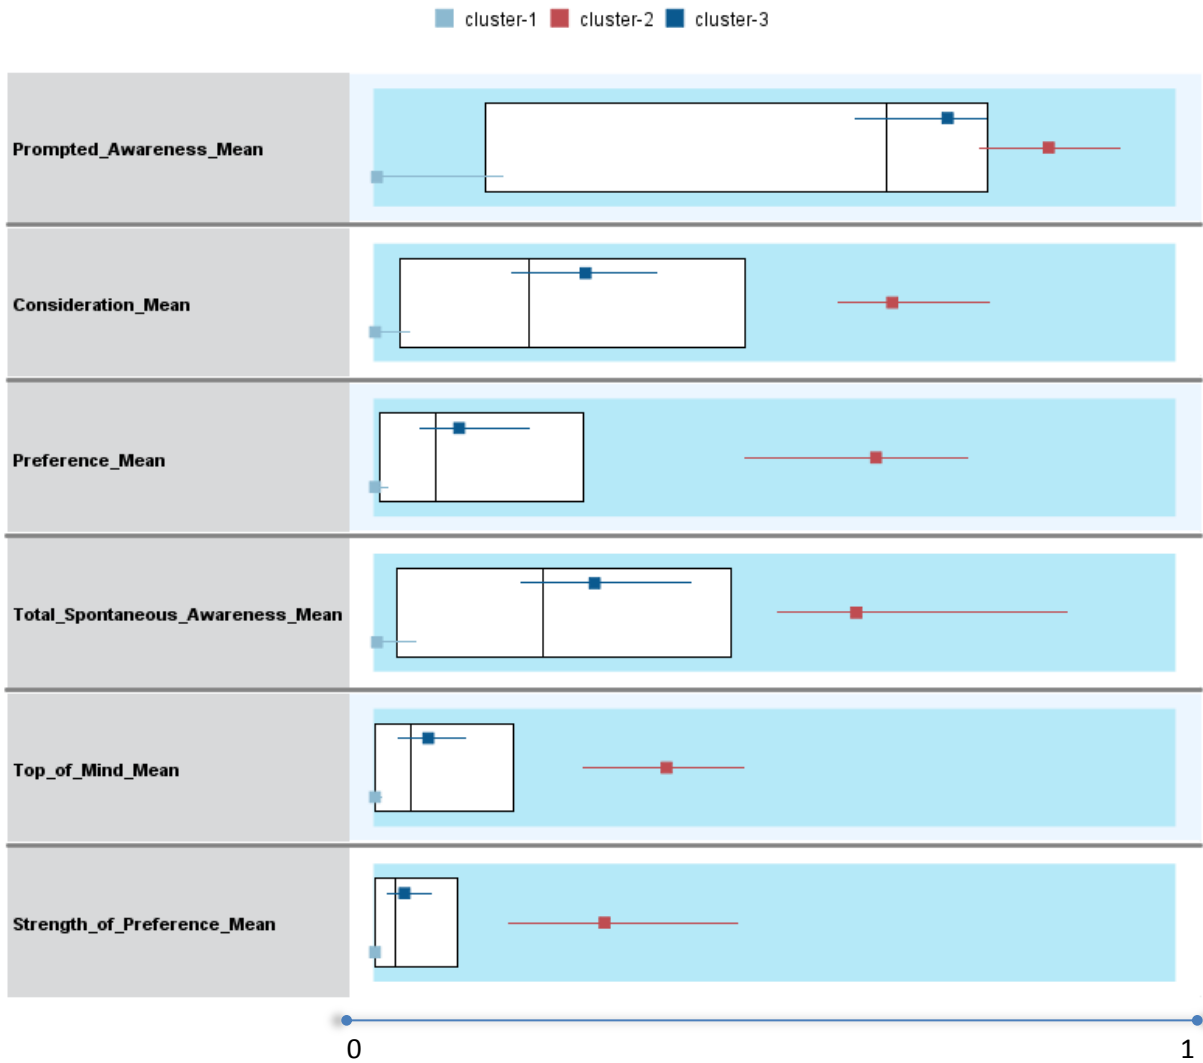 cluster-1 cluster-2 cluster-3
Prompted_Awareness_Mean
Consideration_Mean
Preference_Mean
Total_Spontaneous_Awareness_Mean
Top_of_Mind_Mean
Strength_of_Preference_Mean
0 1